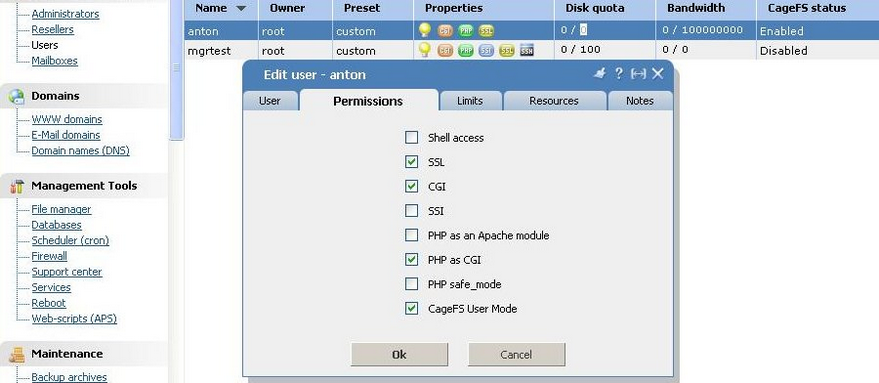 Administrators
Resellers
Users
Mailboxes
Domains
WWW domains
E-Mail domains
Domain names (DNS)
Management Tools
File manager
Databases
Scheduler (cron)
Firewall
Support center
Services
Reboot
Web-scripts (APS)
Maintenance
Backup archives
Name Owner Preset Properties Disk quota Bandwidth CageFS status
anton root custom CGI PHP SSL 0 / 0 0 / 100000000 Enabled
mgrtest root custom CGI PHP SSI SSL SSH 0 / 100 0 / 0 Disabled
Edit user - anton ?
User Permissions Limits Resources Notes
Shell access
SSL
CGI
SSI
PHP as an Apache module
PHP as CGI
PHP safe_mode
CageFS User Mode
Ok Cancel